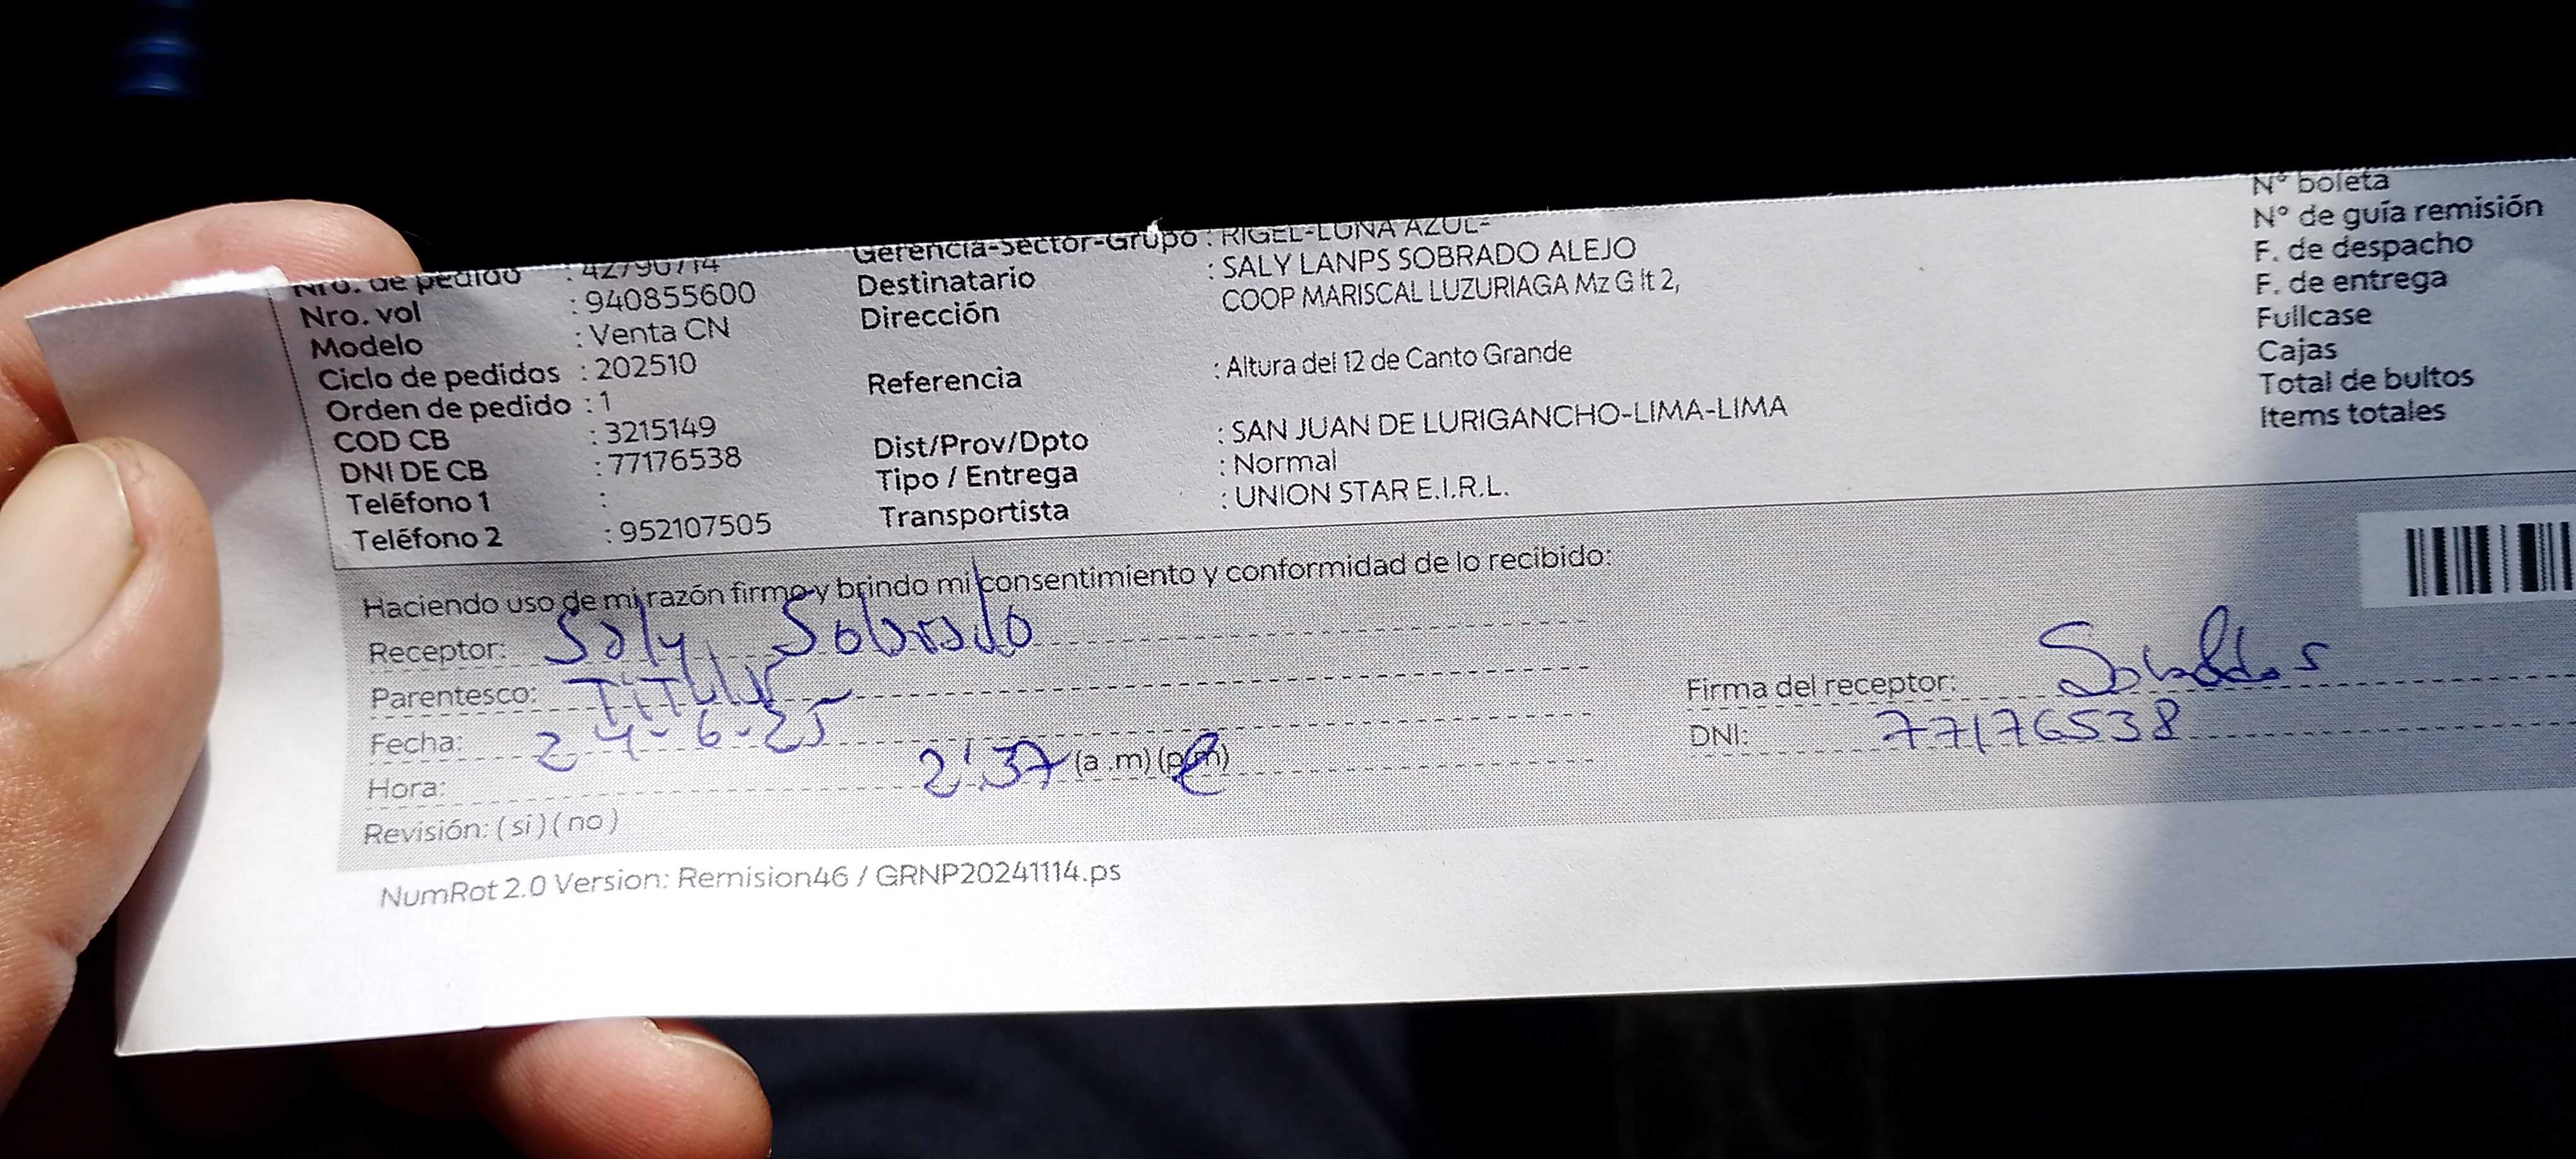 Nro. de pedido : 42790714
Nro. vol : 940855600
Modelo : Venta CN
Ciclo de pedidos : 202510
Orden de pedido : 1
COD CB : 3215149
DNI DE CB : 77176538
Teléfono 1 :
Teléfono 2 : 952107505
Gerencia-Sector-Grupo : RIGEL-LUNA AZUL-
Destinatario : SALY LANPS SOBRADO ALEJO
Dirección COOP MARISCAL LUZURIAGA Mz G lt 2,
Referencia : Altura del 12 de Canto Grande
Dist/Prov/Dpto : SAN JUAN DE LURIGANCHO-LIMA-LIMA
Tipo / Entrega : Normal
Transportista : UNION STAR E.I.R.L.
N° boleta
N° de guía remisión
F. de despacho
F. de entrega
Fullcase
Cajas
Total de bultos
Items totales
Haciendo uso de mi razón firmo y brindo mi consentimiento y conformidad de lo recibido:
Receptor: Saly Sobrado
Parentesco:
Fecha: 24-6-25
Hora: 2:37 (a .m) (p.m)
Revisión: ( si ) ( no )
Firma del receptor:
DNI: 77176538
NumRot 2.0 Version: Remision46 / GRNP20241114.ps